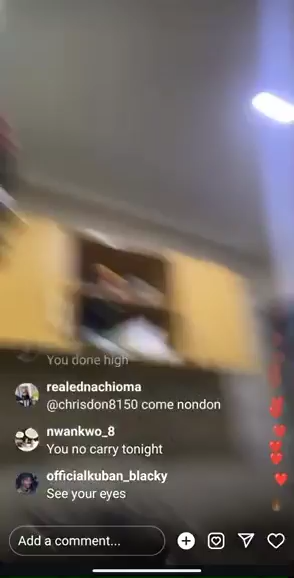 You done high
realednachioma
@chrisdon8150 come nondon
nwankwo_8
You no carry tonight
officialkuban_blacky
See your eyes
Add a comment...